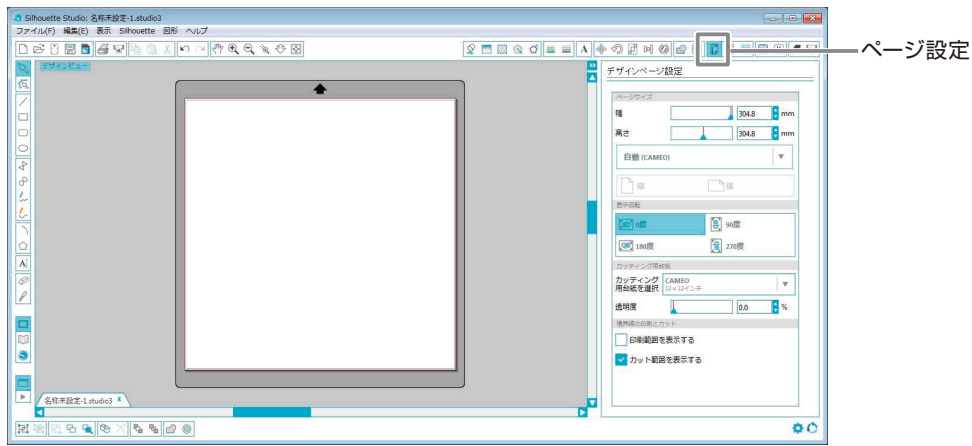 Silhouette Studio: 名称未設定-1.studio3
ファイル(F) 編集(E) 表示 Silhouette 図形 ヘルプ
ページ設定
デザインビュー
デザインページ設定
ページサイズ
幅 304.8 mm
高さ 304.8 mm
自動 (CAMEO)
縦 横
表示回転
0度 90度
180度 270度
カッティング用台紙
カッティング用台紙を選択
CAMEO
12 x 12インチ
透明度 0.0 %
境界線の印刷とカット
印刷範囲を表示する
カット範囲を表示する
名称未設定-1.studio3